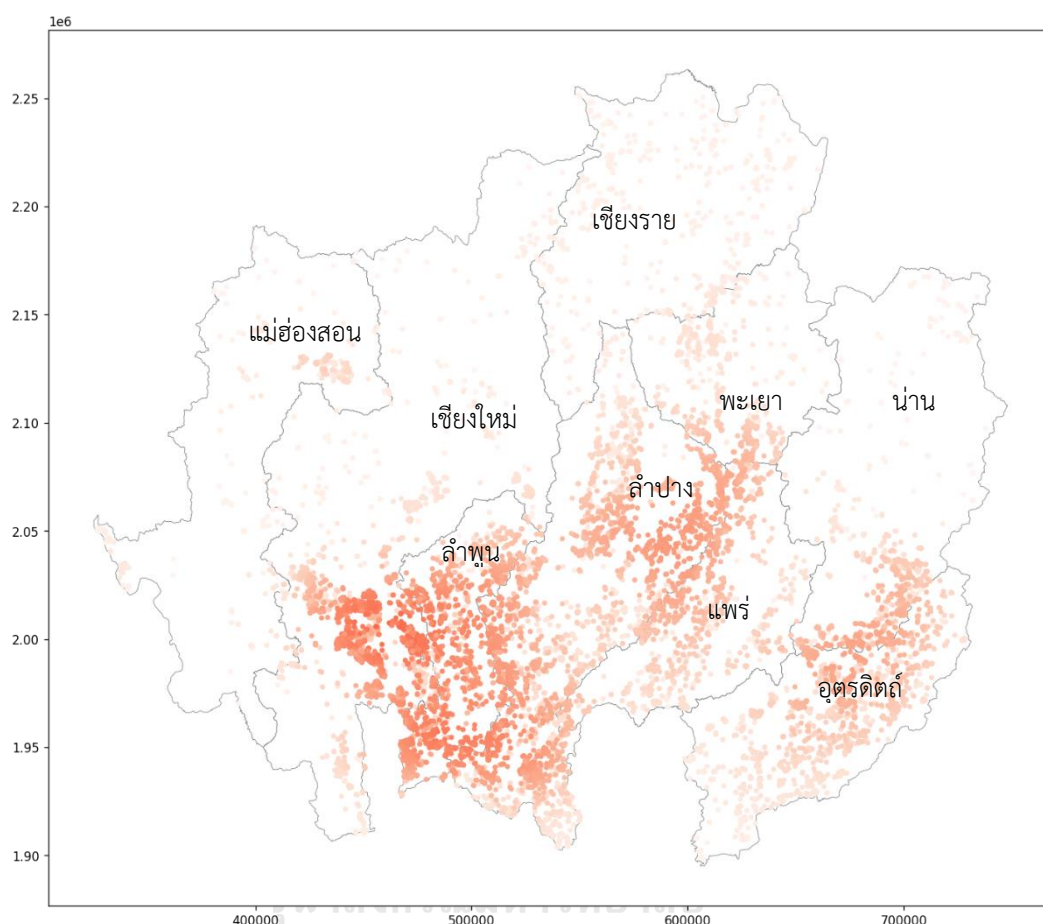 1e6
2.25
2.20
เชียงราย
2.15
แม่ฮ่องสอน
2.10
เชียงใหม่
พะเยา
น่าน
ลำปาง
2.05
ลำพูน
2.00
แพร่
อุตรดิตถ์
1.95
1.90
400000
500000
600000
700000